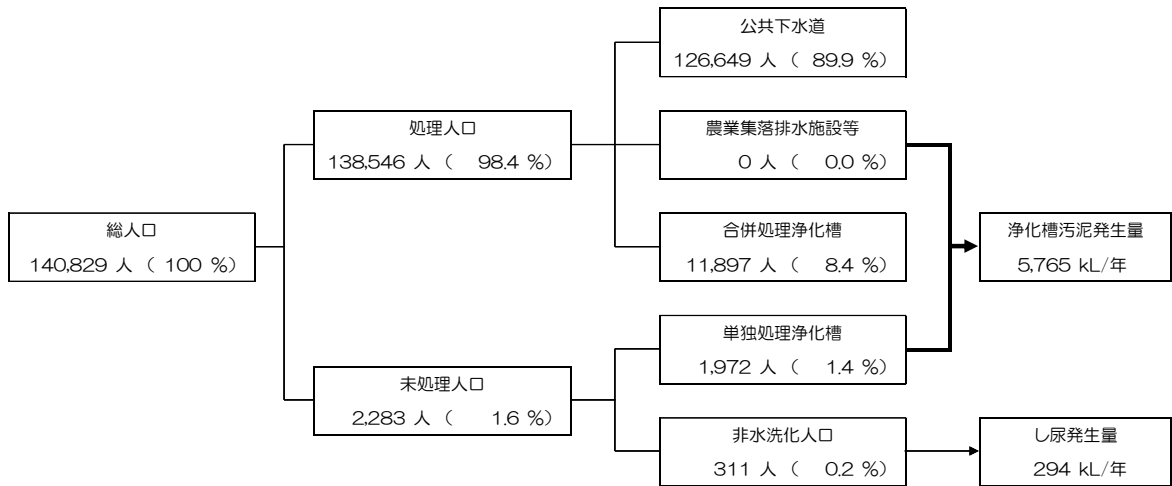 総人口
140,829 人 ( 100 %)
処理人口
138,546 人 ( 98.4 %)
未処理人口
2,283 人 ( 1.6 %)
公共下水道
126,649 人 ( 89.9 %)
農業集落排水施設等
0 人 ( 0.0 %)
合併処理浄化槽
11,897 人 ( 8.4 %)
単独処理浄化槽
1,972 人 ( 1.4 %)
非水洗化人口
311 人 ( 0.2 %)
浄化槽汚泥発生量
5,765 kL/年
し尿発生量
294 kL/年